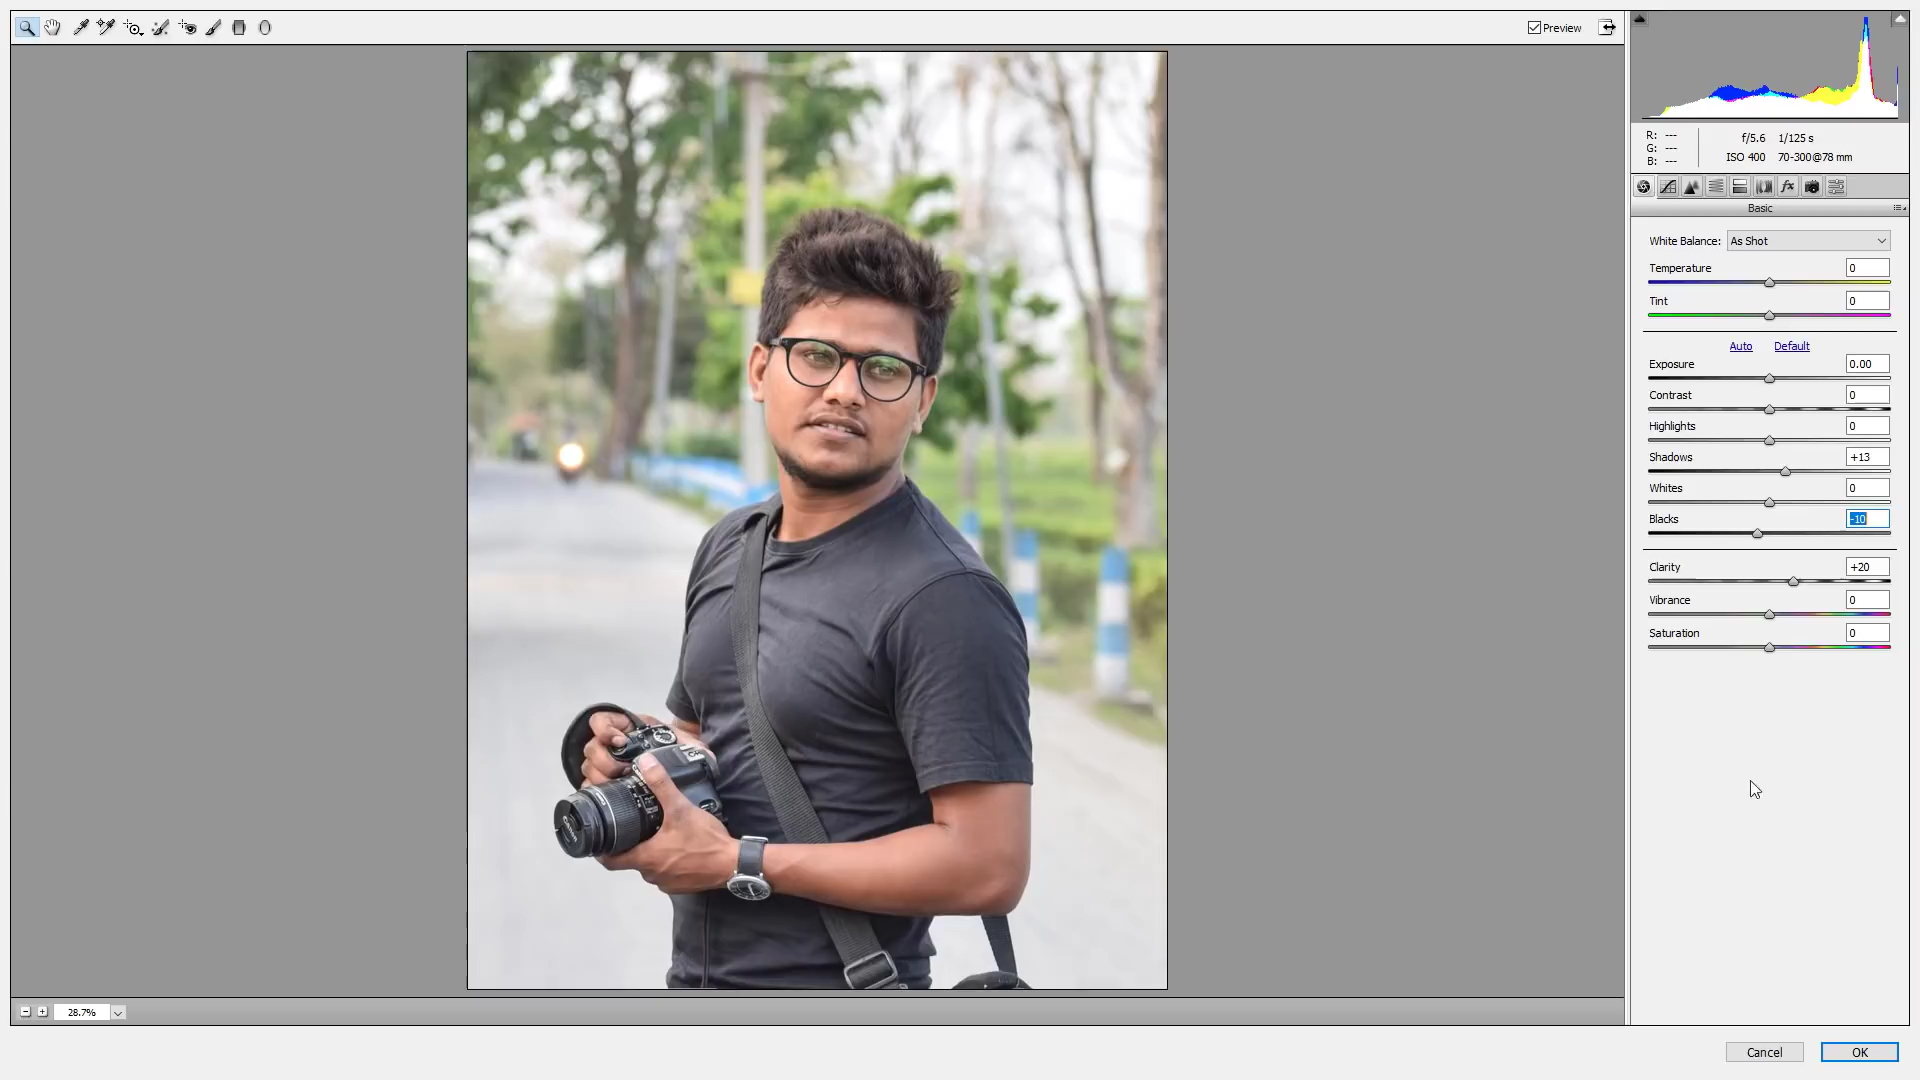 Preview
R: ---
G: ---
B: ---
f/5.6 1/125 s
ISO 400 70-300@78 mm
fx
Basic
White Balance: As Shot
Temperature 0
Tint 0
Auto Default
Exposure 0.00
Contrast 0
Highlights 0
Shadows +13
Whites 0
Blacks -10
Clarity +20
Vibrance 0
Saturation 0
Canon
28.7%
Cancel OK